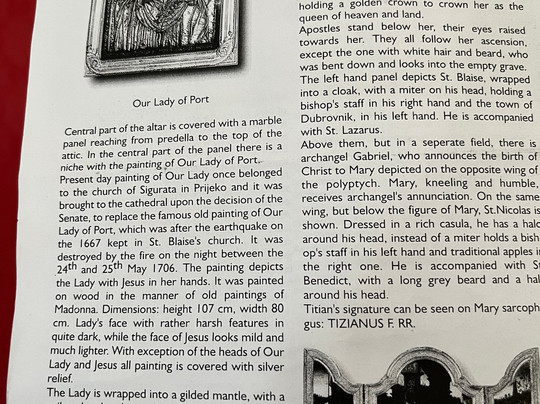 Our Lady of Port
Central part of the altar is covered with a marble
panel reaching from predella to the top of the
attic. In the central part of the panel there is a
niche with the painting of Our Lady of Port.
Present day painting of Our Lady once belonged
to the church of Sigurata in Prijeko and it was
brought to the cathedral upon the decision of the
Senate, to replace the famous old painting of Our
Lady of Port, which was after the earthquake on
the 1667 kept in St. Blaise's church. It was
destroyed by the fire on the night between the
24th and 25th May 1706. The painting depicts
the Lady with Jesus in her hands. It was painted
on wood in the manner of old paintings of
Madonna. Dimensions: height 107 cm, width 80
cm. Lady's face with rather harsh features in
quite dark, while the face of Jesus looks mild and
much lighter. With exception of the heads of Our
Lady and Jesus all painting is covered with silver
relief.
The Lady is wrapped into a gilded mantle, with a
holding a golden crown to crown her as the
queen of heaven and land.
Apostles stand below her, their eyes raised
towards her. They all follow her ascension,
except the one with white hair and beard, who
was bent down and looks into the empty grave.
The left hand panel depicts St. Blaise, wrapped
into a cloak, with a miter on his head, holding a
bishop's staff in his right hand and the town of
Dubrovnik, in his left hand. He is accompanied
with St. Lazarus.
Above them, but in a seperate field, there is
archangel Gabriel, who announces the birth of
Christ to Mary depicted on the opposite wing of
the polyptych. Mary, kneeling and humble,
receives archangel's annunciation. On the same
wing, but below the figure of Mary, St.Nicolas is
shown. Dressed in a rich casula, he has a halo
around his head, instead of a miter holds a bish-
op's staff in his left hand and traditional apples i
the right one. He is accompanied with S
Benedict, with a long grey beard and a hal
around his head.
Titian's signature can be seen on Mary sarcoph
gus: TIZIANUS F. RR.